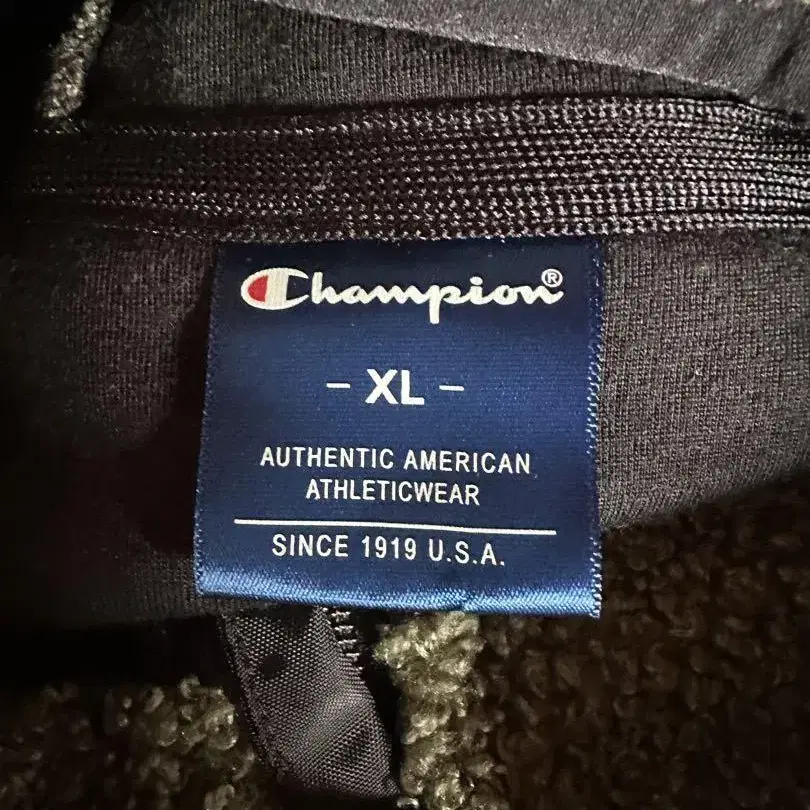 Champion®
- XL -
AUTHENTIC AMERICAN
ATHLETICWEAR
SINCE 1919 U.S.A.